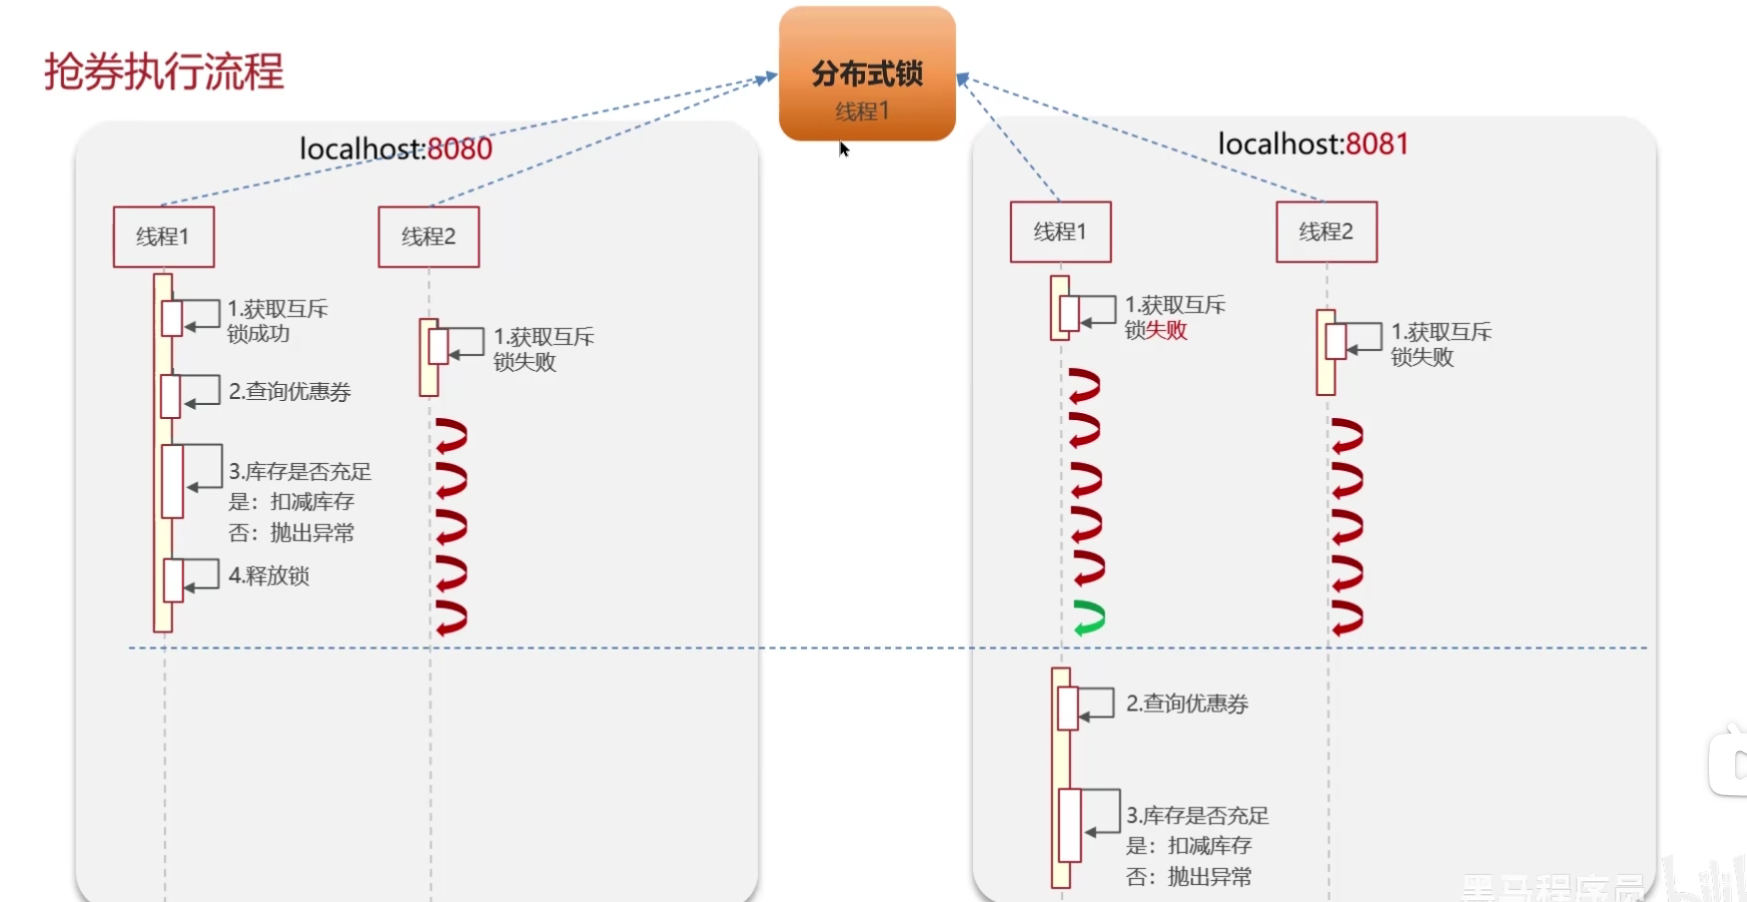 抢券执行流程
分布式锁
线程1
localhost:8080
线程1
线程2
1.获取互斥
锁成功
2.查询优惠券
3.库存是否充足
是：扣减库存
否：抛出异常
4.释放锁
1.获取互斥
锁失败
localhost:8081
线程1
线程2
1.获取互斥
锁失败
1.获取互斥
锁失败
2.查询优惠券
3.库存是否充足
是：扣减库存
否：抛出异常
黑马程序员